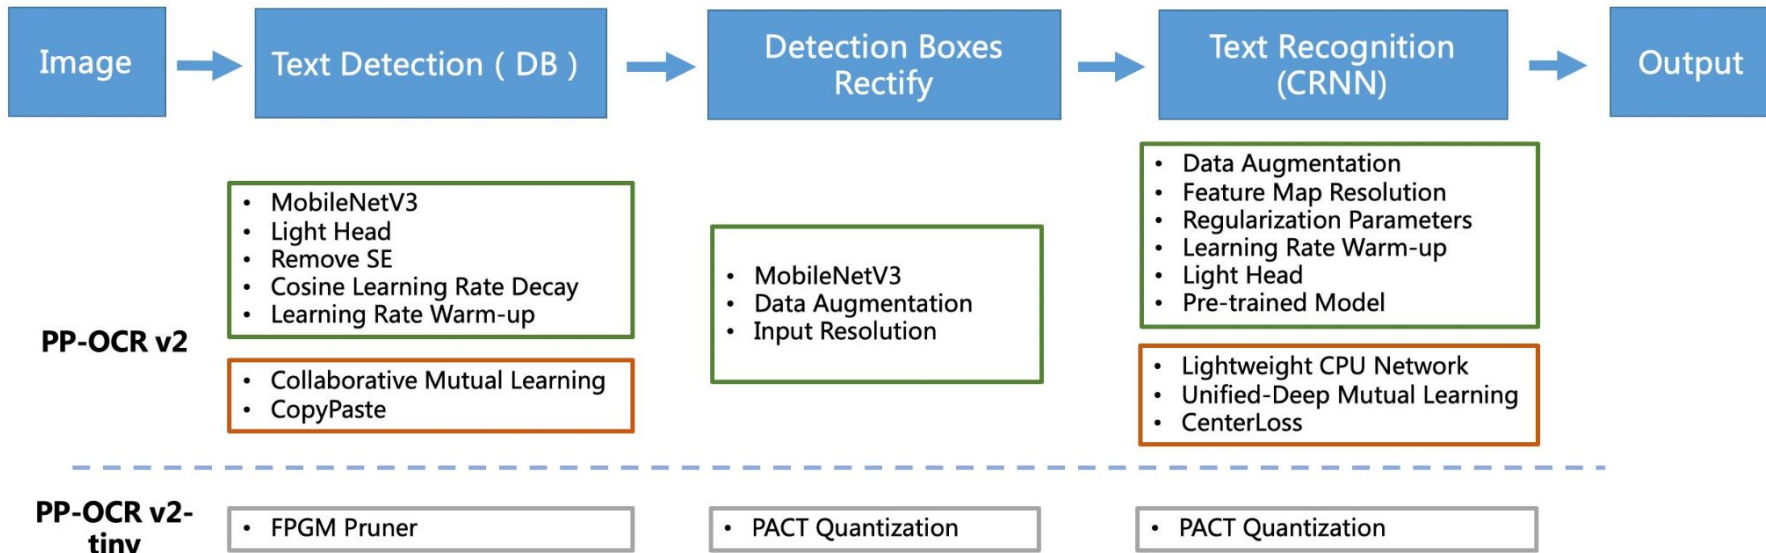 Image
Text Detection ( DB )
Detection Boxes
Rectify
Text Recognition
(CRNN)
Output
PP-OCR v2
• MobileNetV3
• Light Head
• Remove SE
• Cosine Learning Rate Decay
• Learning Rate Warm-up
• Collaborative Mutual Learning
• CopyPaste
• MobileNetV3
• Data Augmentation
• Input Resolution
• Data Augmentation
• Feature Map Resolution
• Regularization Parameters
• Learning Rate Warm-up
• Light Head
• Pre-trained Model
• Lightweight CPU Network
• Unified-Deep Mutual Learning
• CenterLoss
PP-OCR v2-
tiny
• FPGM Pruner
• PACT Quantization
• PACT Quantization